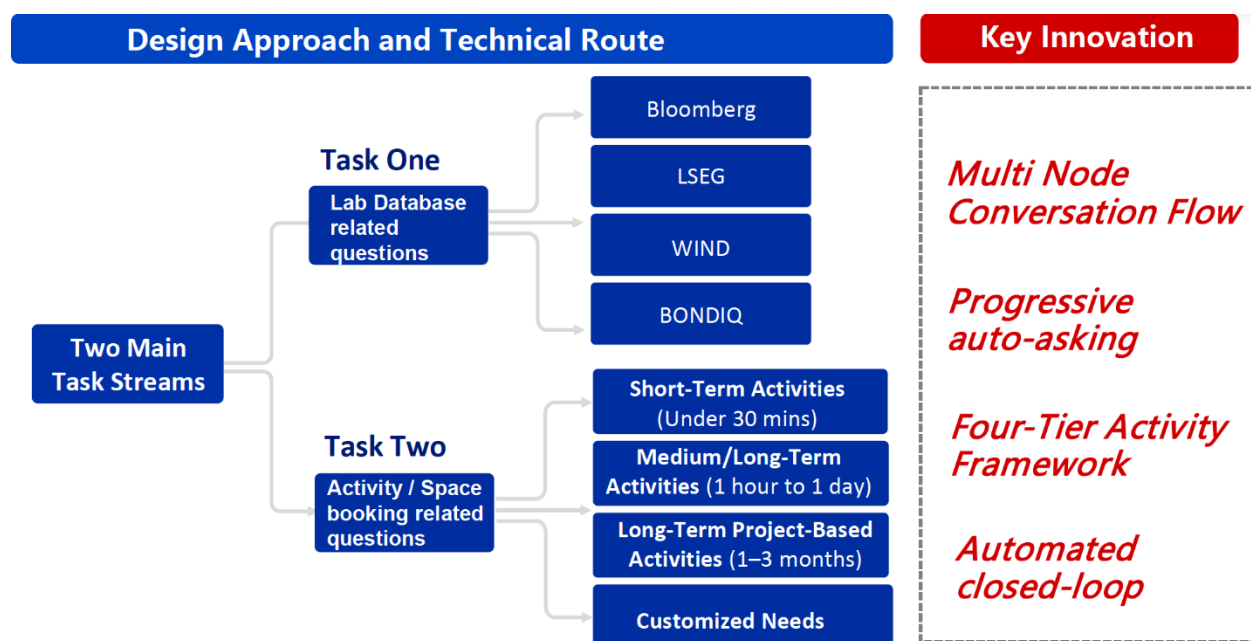 Design Approach and Technical Route
Key Innovation
Two Main
Task Streams
Task One
Lab Database
related
questions
Bloomberg
LSEG
WIND
BONDIQ
Task Two
Activity / Space
booking related
questions
Short-Term Activities
(Under 30 mins)
Medium/Long-Term
Activities (1 hour to 1 day)
Long-Term Project-Based
Activities (1–3 months)
Customized Needs
Multi Node
Conversation Flow
Progressive
auto-asking
Four-Tier Activity
Framework
Automated
closed-loop